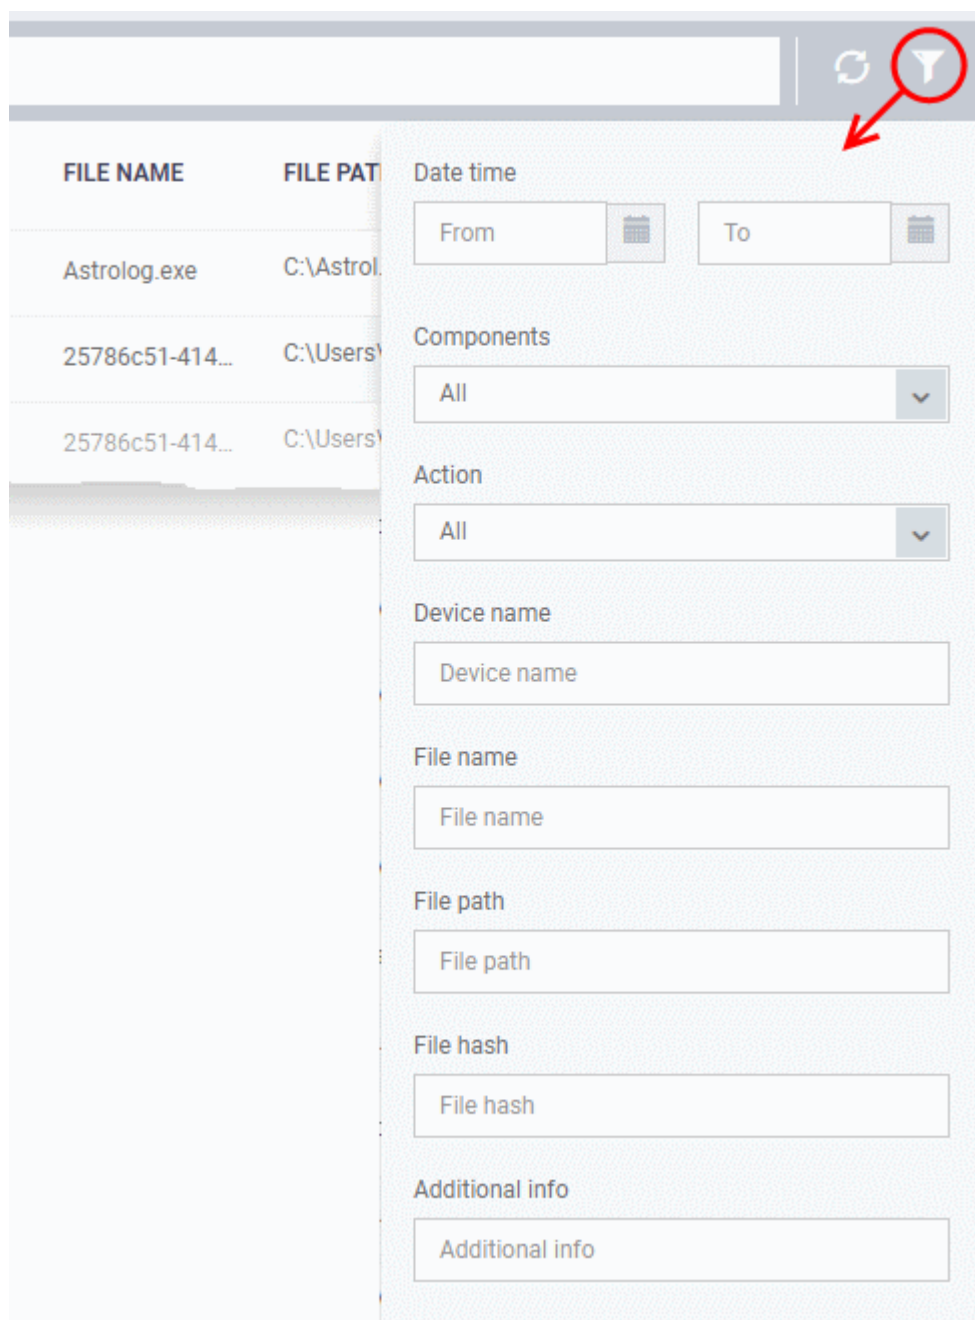 FILE NAME FILE PAT
Astrolog.exe C:\Astrol
25786c51-414... C:\Users\
25786c51-414... C:\Users\
Date time
From To
Components
All
Action
All
Device name
Device name
File name
File name
File path
File path
File hash
File hash
Additional info
Additional info